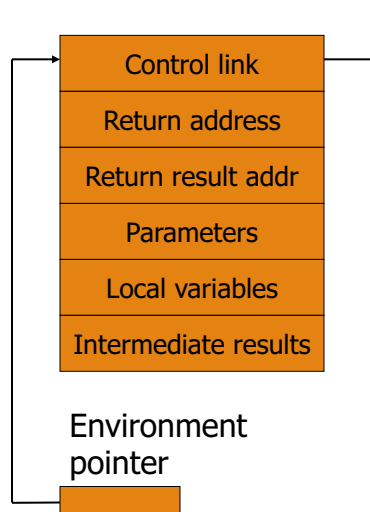 Control link
Return address
Return result addr
Parameters
Local variables
Intermediate results
Environment
pointer